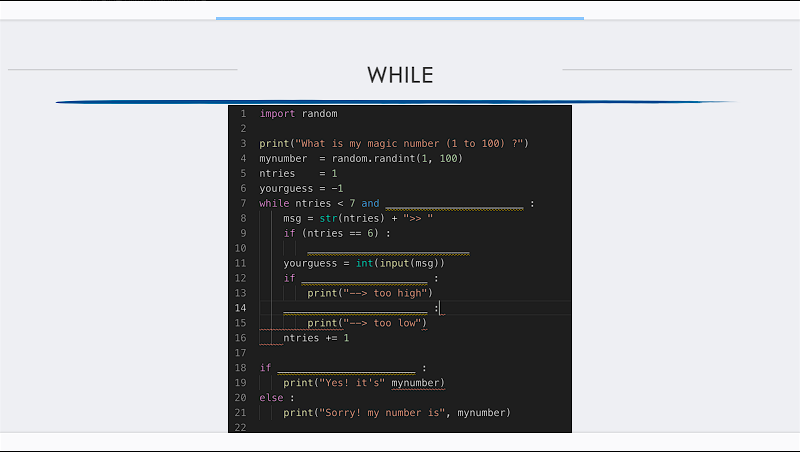 WHILE
1 import random
2
3 print("What is my magic number (1 to 100) ?")
4 mynumber  = random.randint(1, 100)
5 ntries    = 1
6 yourguess = -1
7 while ntries < 7 and _______________________ :
8     msg = str(ntries) + ">> "
9     if (ntries == 6) :
10         ___________________________
11     yourguess = int(input(msg))
12     if _____________________ :
13         print("--> too high")
14     ________________________ :
15         print("--> too low")
16     ntries += 1
17
18 if _______________________ :
19     print("Yes! it's" mynumber)
20 else :
21     print("Sorry! my number is", mynumber)
22